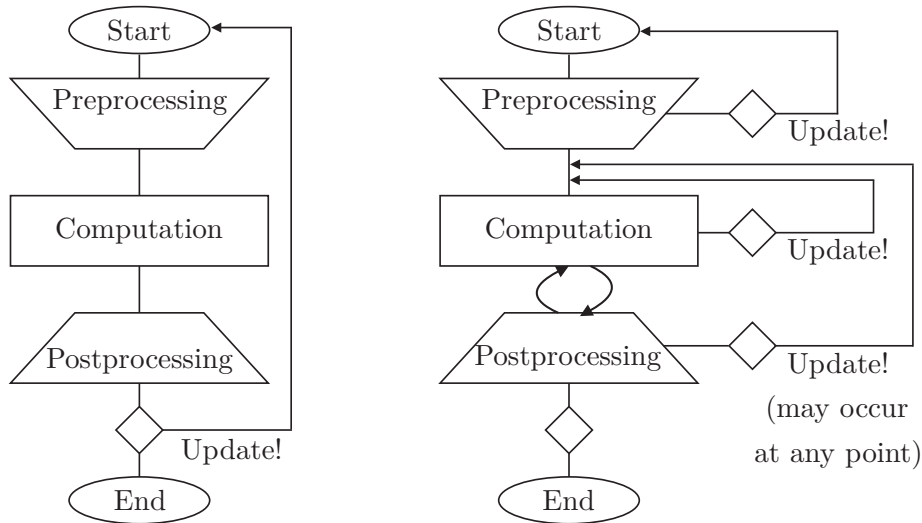 Start
Preprocessing
Computation
Postprocessing
Update!
End
Start
Preprocessing
Update!
Computation
Update!
Postprocessing
Update!
(may occur
at any point)
End